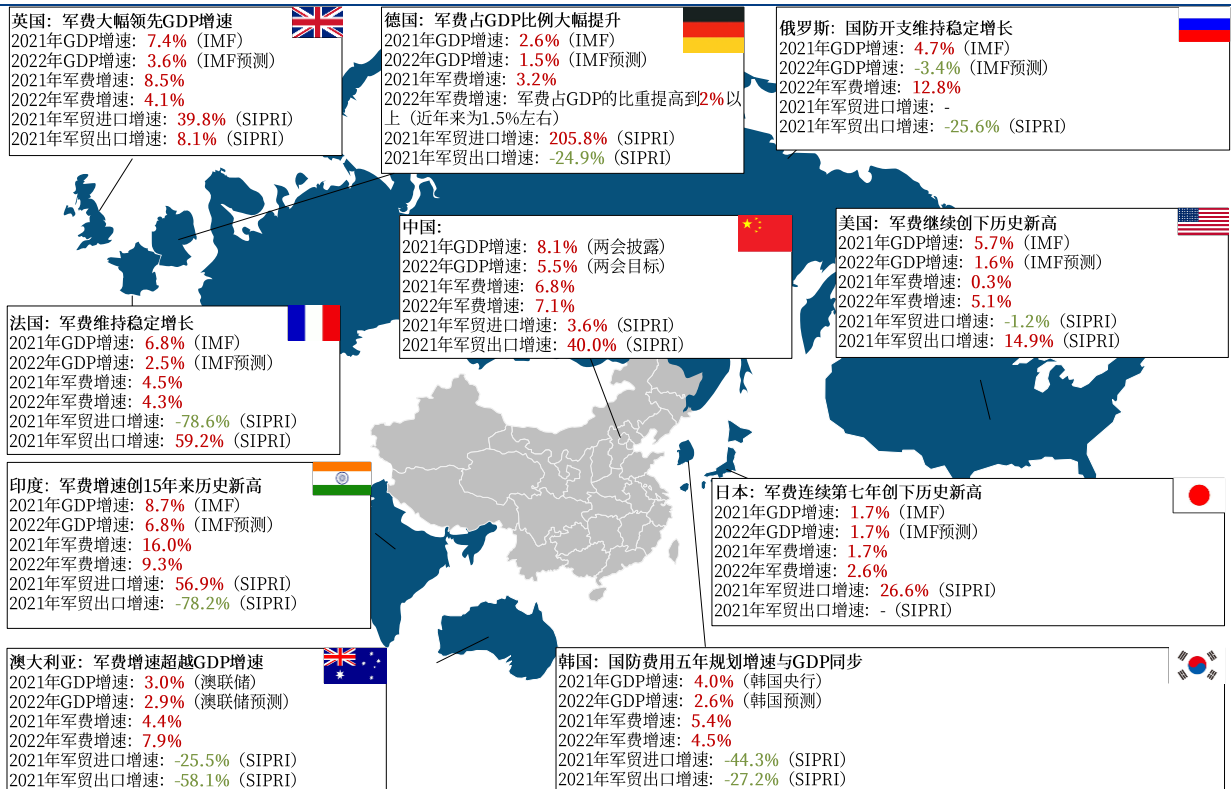 英国：军费大幅领先GDP增速
2021年GDP增速：7.4%（IMF）
2022年GDP增速：3.6%（IMF预测）
2021年军费增速：8.5%
2022年军费增速：4.1%
2021年军贸进口增速：39.8%（SIPRI）
2021年军贸出口增速：8.1%（SIPRI）
德国：军费占GDP比例大幅提升
2021年GDP增速：2.6%（IMF）
2022年GDP增速：1.5%（IMF预测）
2021年军费增速：3.2%
2022年军费增速：军费占GDP的比重提高到2%以
上（近年来为1.5%左右）
2021年军贸进口增速：205.8%（SIPRI）
2021年军贸出口增速：-24.9%（SIPRI）
俄罗斯：国防开支维持稳定增长
2021年GDP增速：4.7%（IMF）
2022年GDP增速：-3.4%（IMF预测）
2022年军费增速：12.8%
2021年军贸进口增速：-
2021年军贸出口增速：-25.6%（SIPRI）
中国：
2021年GDP增速：8.1%（两会披露）
2022年GDP增速：5.5%（两会目标）
2021年军费增速：6.8%
2022年军费增速：7.1%
2021年军贸进口增速：3.6%（SIPRI）
2021年军贸出口增速：40.0%（SIPRI）
美国：军费继续创下历史新高
2021年GDP增速：5.7%（IMF）
2022年GDP增速：1.6%（IMF预测）
2021年军费增速：0.3%
2022年军费增速：5.1%
2021年军贸进口增速：-1.2%（SIPRI）
2021年军贸出口增速：14.9%（SIPRI）
法国：军费维持稳定增长
2021年GDP增速：6.8%（IMF）
2022年GDP增速：2.5%（IMF预测）
2021年军费增速：4.5%
2022年军费增速：4.3%
2021年军贸进口增速：-78.6%（SIPRI）
2021年军贸出口增速：59.2%（SIPRI）
印度：军费增速创15年来历史新高
2021年GDP增速：8.7%（IMF）
2022年GDP增速：6.8%（IMF预测）
2021年军费增速：16.0%
2022年军费增速：9.3%
2021年军贸进口增速：56.9%（SIPRI）
2021年军贸出口增速：-78.2%（SIPRI）
日本：军费连续第七年创下历史新高
2021年GDP增速：1.7%（IMF）
2022年GDP增速：1.7%（IMF预测）
2021年军费增速：1.7%
2022年军费增速：2.6%
2021年军贸进口增速：26.6%（SIPRI）
2021年军贸出口增速：-（SIPRI）
澳大利亚：军费增速超越GDP增速
2021年GDP增速：3.0%（澳联储）
2022年GDP增速：2.9%（澳联储预测）
2021年军费增速：4.4%
2022年军费增速：7.9%
2021年军贸进口增速：-25.5%（SIPRI）
2021年军贸出口增速：-58.1%（SIPRI）
韩国：国防费用五年规划增速与GDP同步
2021年GDP增速：4.0%（韩国央行）
2022年GDP增速：2.6%（韩国预测）
2021年军费增速：5.4%
2022年军费增速：4.5%
2021年军贸进口增速：-44.3%（SIPRI）
2021年军贸出口增速：-27.2%（SIPRI）